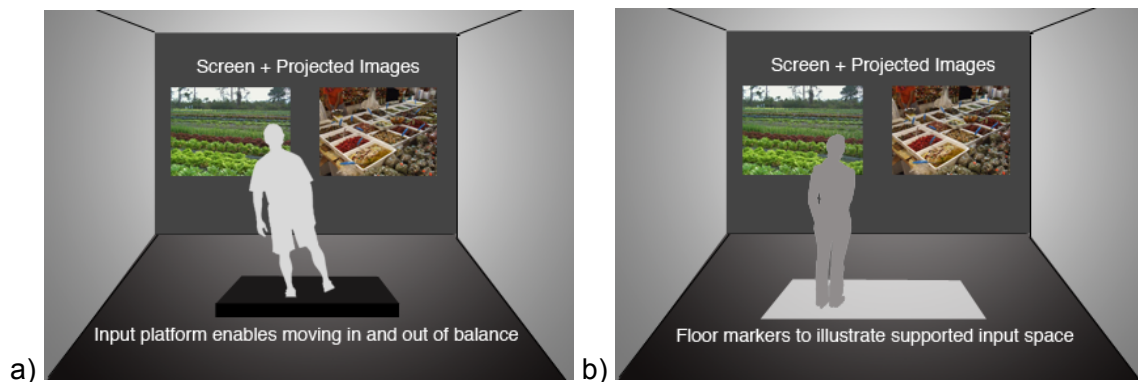 Screen + Projected Images
Input platform enables moving in and out of balance
a)
Screen + Projected Images
Floor markers to illustrate supported input space
b)